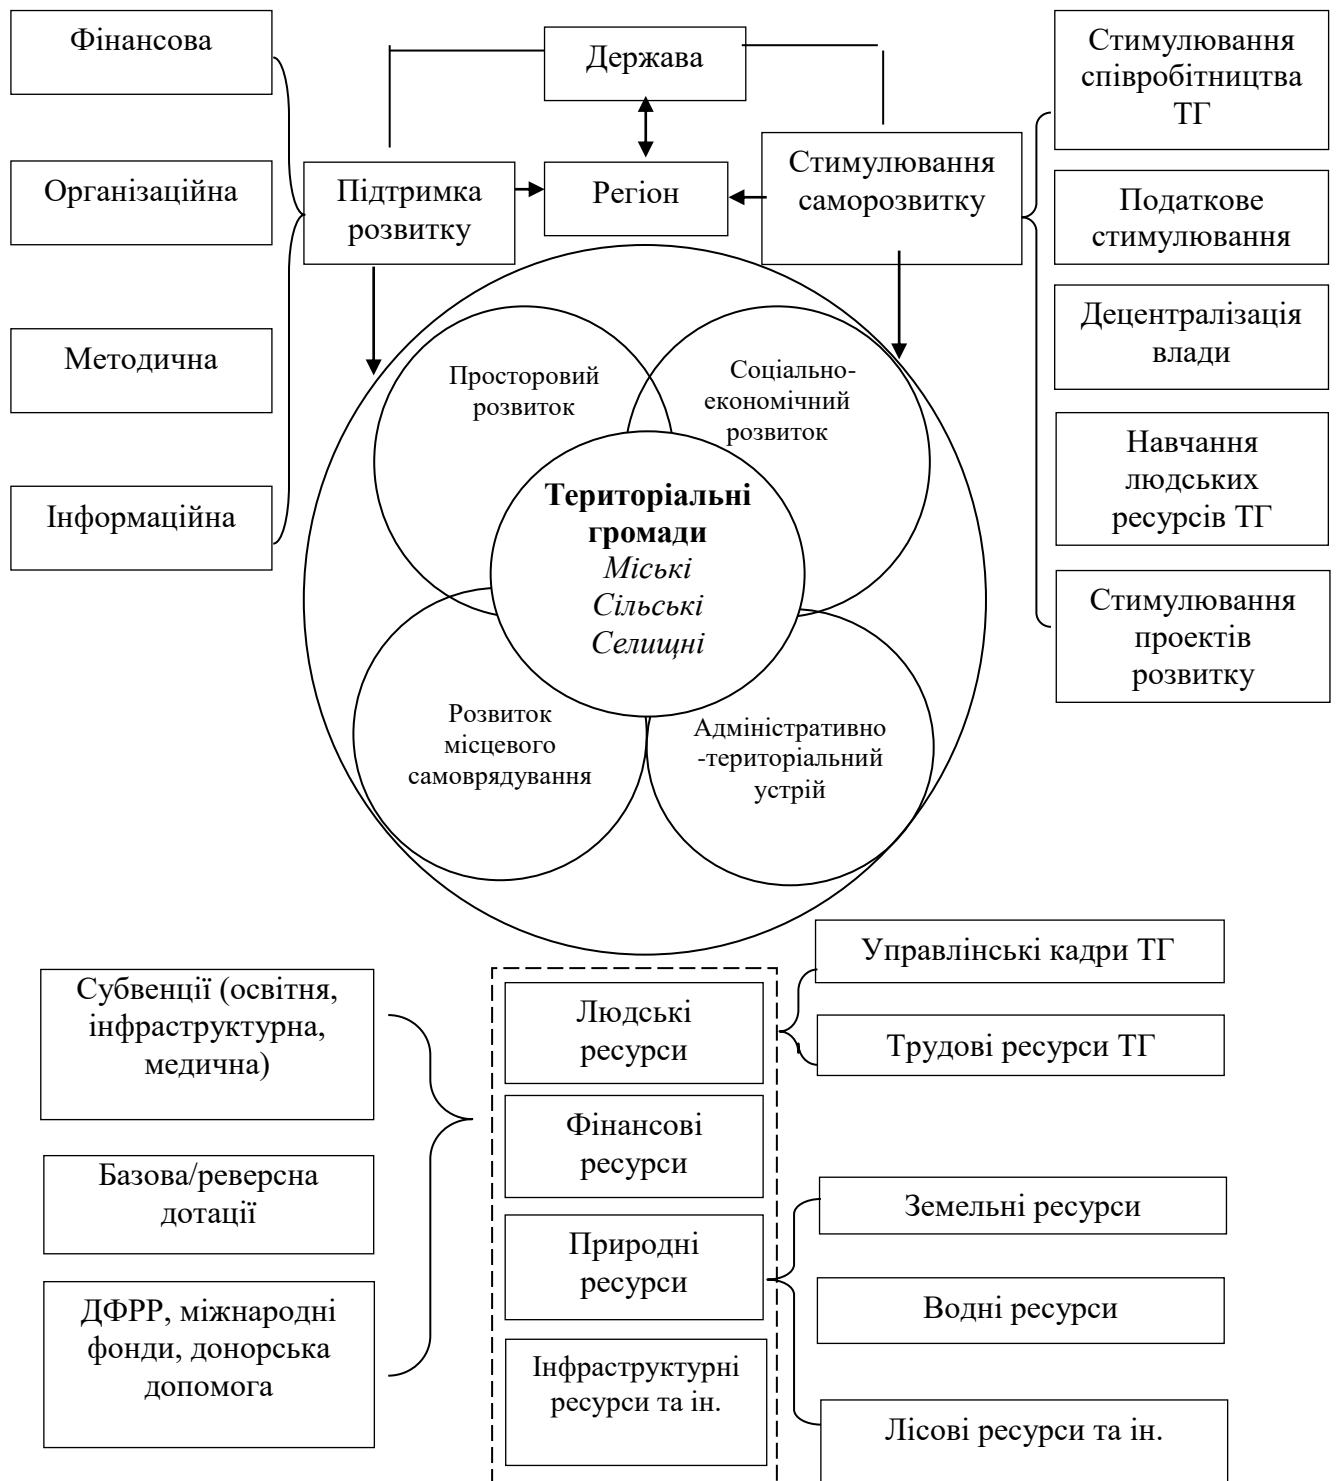 Фінансова
Організаційна
Методична
Інформаційна
Держава
Підтримка
розвитку
Регіон
Стимулювання
саморозвитку
Стимулювання
співробітництва
ТГ
Податкове
стимулювання
Децентралізація
влади
Навчання
людських
ресурсів ТГ
Стимулювання
проектів
розвитку
Просторовий
розвиток
Соціально-
економічний
розвиток
Територіальні
громади
Міські
Сільські
Селищні
Розвиток
місцевого
самоврядування
Адміністративно
-територіальний
устрій
Субвенції (освітня,
інфраструктурна,
медична)
Базова/реверсна
дотації
ДФРР, міжнародні
фонди, донорська
допомога
Людські
ресурси
Фінансові
ресурси
Природні
ресурси
Інфраструктурні
ресурси та ін.
Управлінські кадри ТГ
Трудові ресурси ТГ
Земельні ресурси
Водні ресурси
Лісові ресурси та ін.